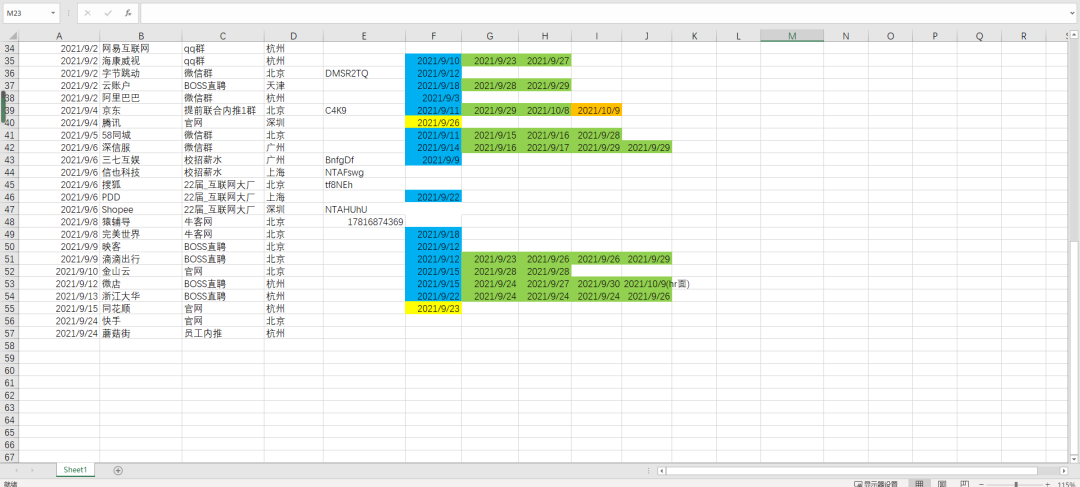 M23
fx
A B C D E F G H I J K L M N O P Q R S
34 2021/9/2 网易互联网 qq群 杭州
35 2021/9/2 海康威视 qq群 杭州 2021/9/10 2021/9/23 2021/9/27
36 2021/9/2 字节跳动 微信群 北京 DMSR2TQ 2021/9/12
37 2021/9/2 云账户 BOSS直聘 天津 2021/9/18 2021/9/28 2021/9/29
38 2021/9/2 阿里巴巴 微信群 杭州 2021/9/3
39 2021/9/4 京东 提前联合内推1群 北京 C4K9 2021/9/11 2021/9/29 2021/10/8 2021/10/9
40 2021/9/4 腾讯 官网 深圳 2021/9/26
41 2021/9/5 58同城 微信群 北京 2021/9/11 2021/9/15 2021/9/16 2021/9/28
42 2021/9/6 深信服 微信群 广州 2021/9/14 2021/9/16 2021/9/17 2021/9/29 2021/9/29
43 2021/9/6 三七互娱 校招薪水 广州 BnfgDf 2021/9/9
44 2021/9/6 信也科技 校招薪水 上海 NTAFswg
45 2021/9/6 搜狐 22届_互联网大厂 北京 tf8NEh
46 2021/9/6 PDD 22届_互联网大厂 上海 2021/9/22
47 2021/9/6 Shopee 22届_互联网大厂 深圳 NTAHUhU
48 2021/9/8 猿辅导 牛客网 北京 17816874369
49 2021/9/8 完美世界 牛客网 北京 2021/9/18
50 2021/9/9 映客 BOSS直聘 北京 2021/9/12
51 2021/9/9 滴滴出行 BOSS直聘 北京 2021/9/12 2021/9/23 2021/9/26 2021/9/26 2021/9/29
52 2021/9/10 金山云 官网 北京 2021/9/15 2021/9/28 2021/9/28
53 2021/9/12 微店 BOSS直聘 杭州 2021/9/15 2021/9/24 2021/9/27 2021/9/30 2021/10/9(hr面)
54 2021/9/13 浙江大华 BOSS直聘 杭州 2021/9/22 2021/9/24 2021/9/24 2021/9/24 2021/9/26
55 2021/9/15 同花顺 官网 杭州 2021/9/23
56 2021/9/24 快手 官网 北京
57 2021/9/24 蘑菇街 员工内推 杭州
58
59
60
61
62
63
64
65
66
67
Sheet1
就绪 显示器设置 115%